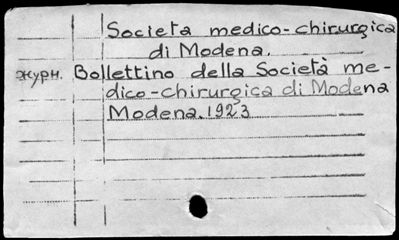 Societa medico-chirurgica
di Modena.
журн. Bollettino della Società me-
dico-chirurgica di Modena
Modena. 1923